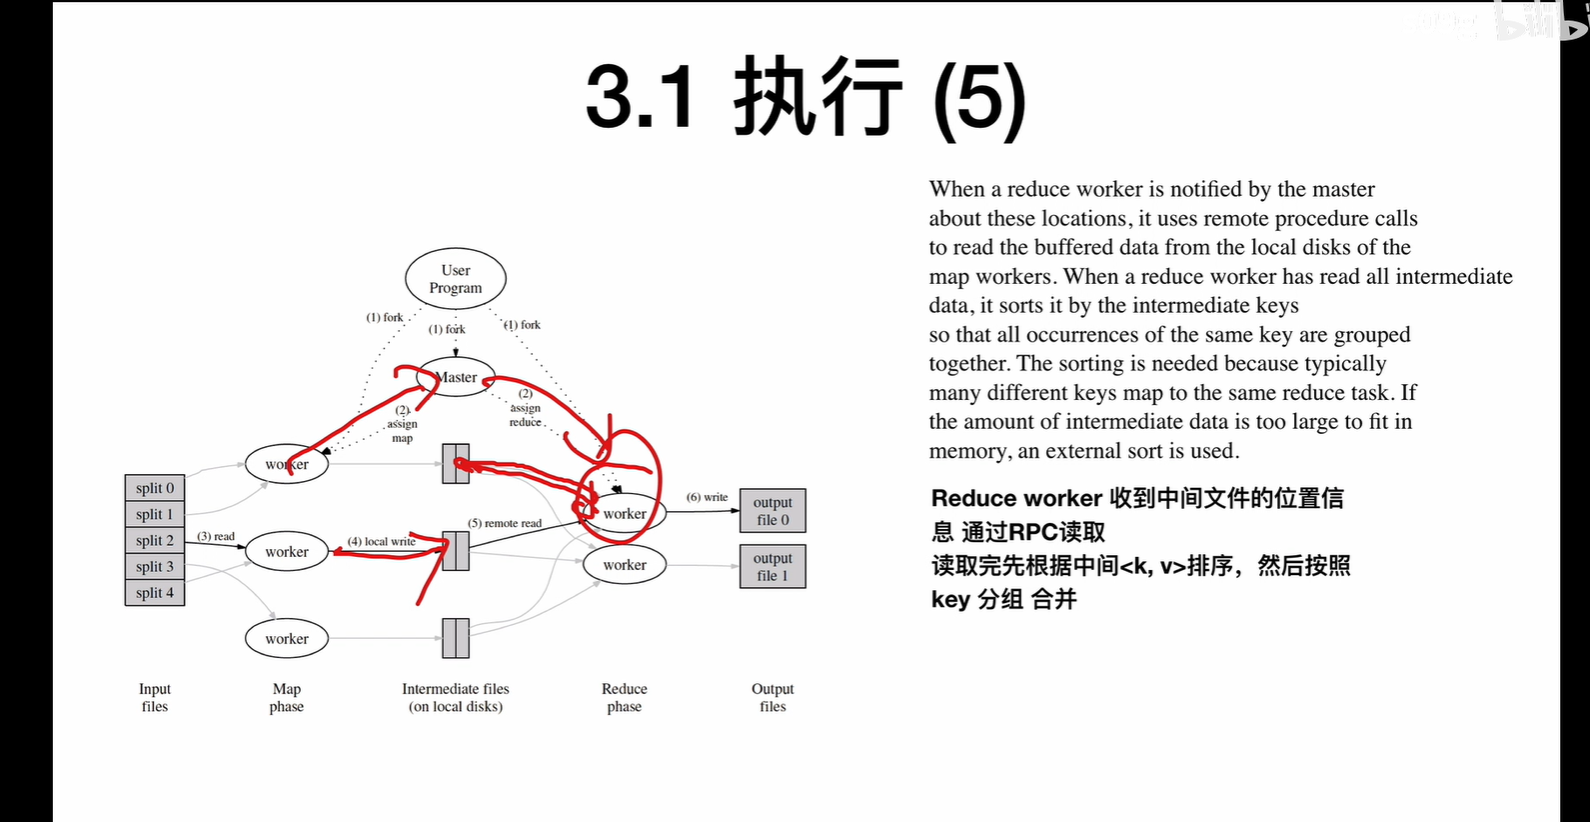 3.1 执行 (5)
When a reduce worker is notified by the master
about these locations, it uses remote procedure calls
to read the buffered data from the local disks of the
map workers. When a reduce worker has read all intermediate
data, it sorts it by the intermediate keys
so that all occurrences of the same key are grouped
together. The sorting is needed because typically
many different keys map to the same reduce task. If
the amount of intermediate data is too large to fit in
memory, an external sort is used.
Reduce worker 收到中间文件的位置信
息 通过RPC读取
读取完先根据中间<k, v>排序，然后按照
key 分组 合并
User
Program
(1) fork
(1) fork
(1) fork
Master
(2)
assign
map
(2)
assign
reduce
worker
split 0
split 1
split 2
split 3
split 4
(3) read
worker
(4) local write
(5) remote read
worker
(6) write
output
file 0
worker
output
file 1
worker
Input
files
Map
phase
Intermediate files
(on local disks)
Reduce
phase
Output
files